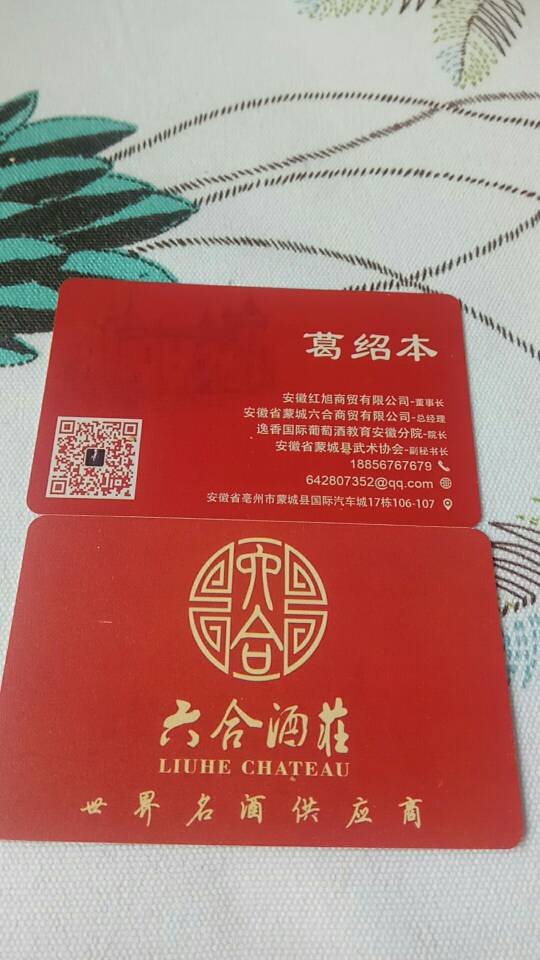 葛绍本
安徽红旭商贸有限公司-董事长
安徽省蒙城六合商贸有限公司-总经理
逸香国际葡萄酒教育安徽分院-院长
安徽省蒙城县武术协会-副秘书长
18856767679
642807352@qq.com
安徽省亳州市蒙城县国际汽车城17栋106-107
六合
六合酒莊
LIUHE CHATEAU
世界名酒供应商